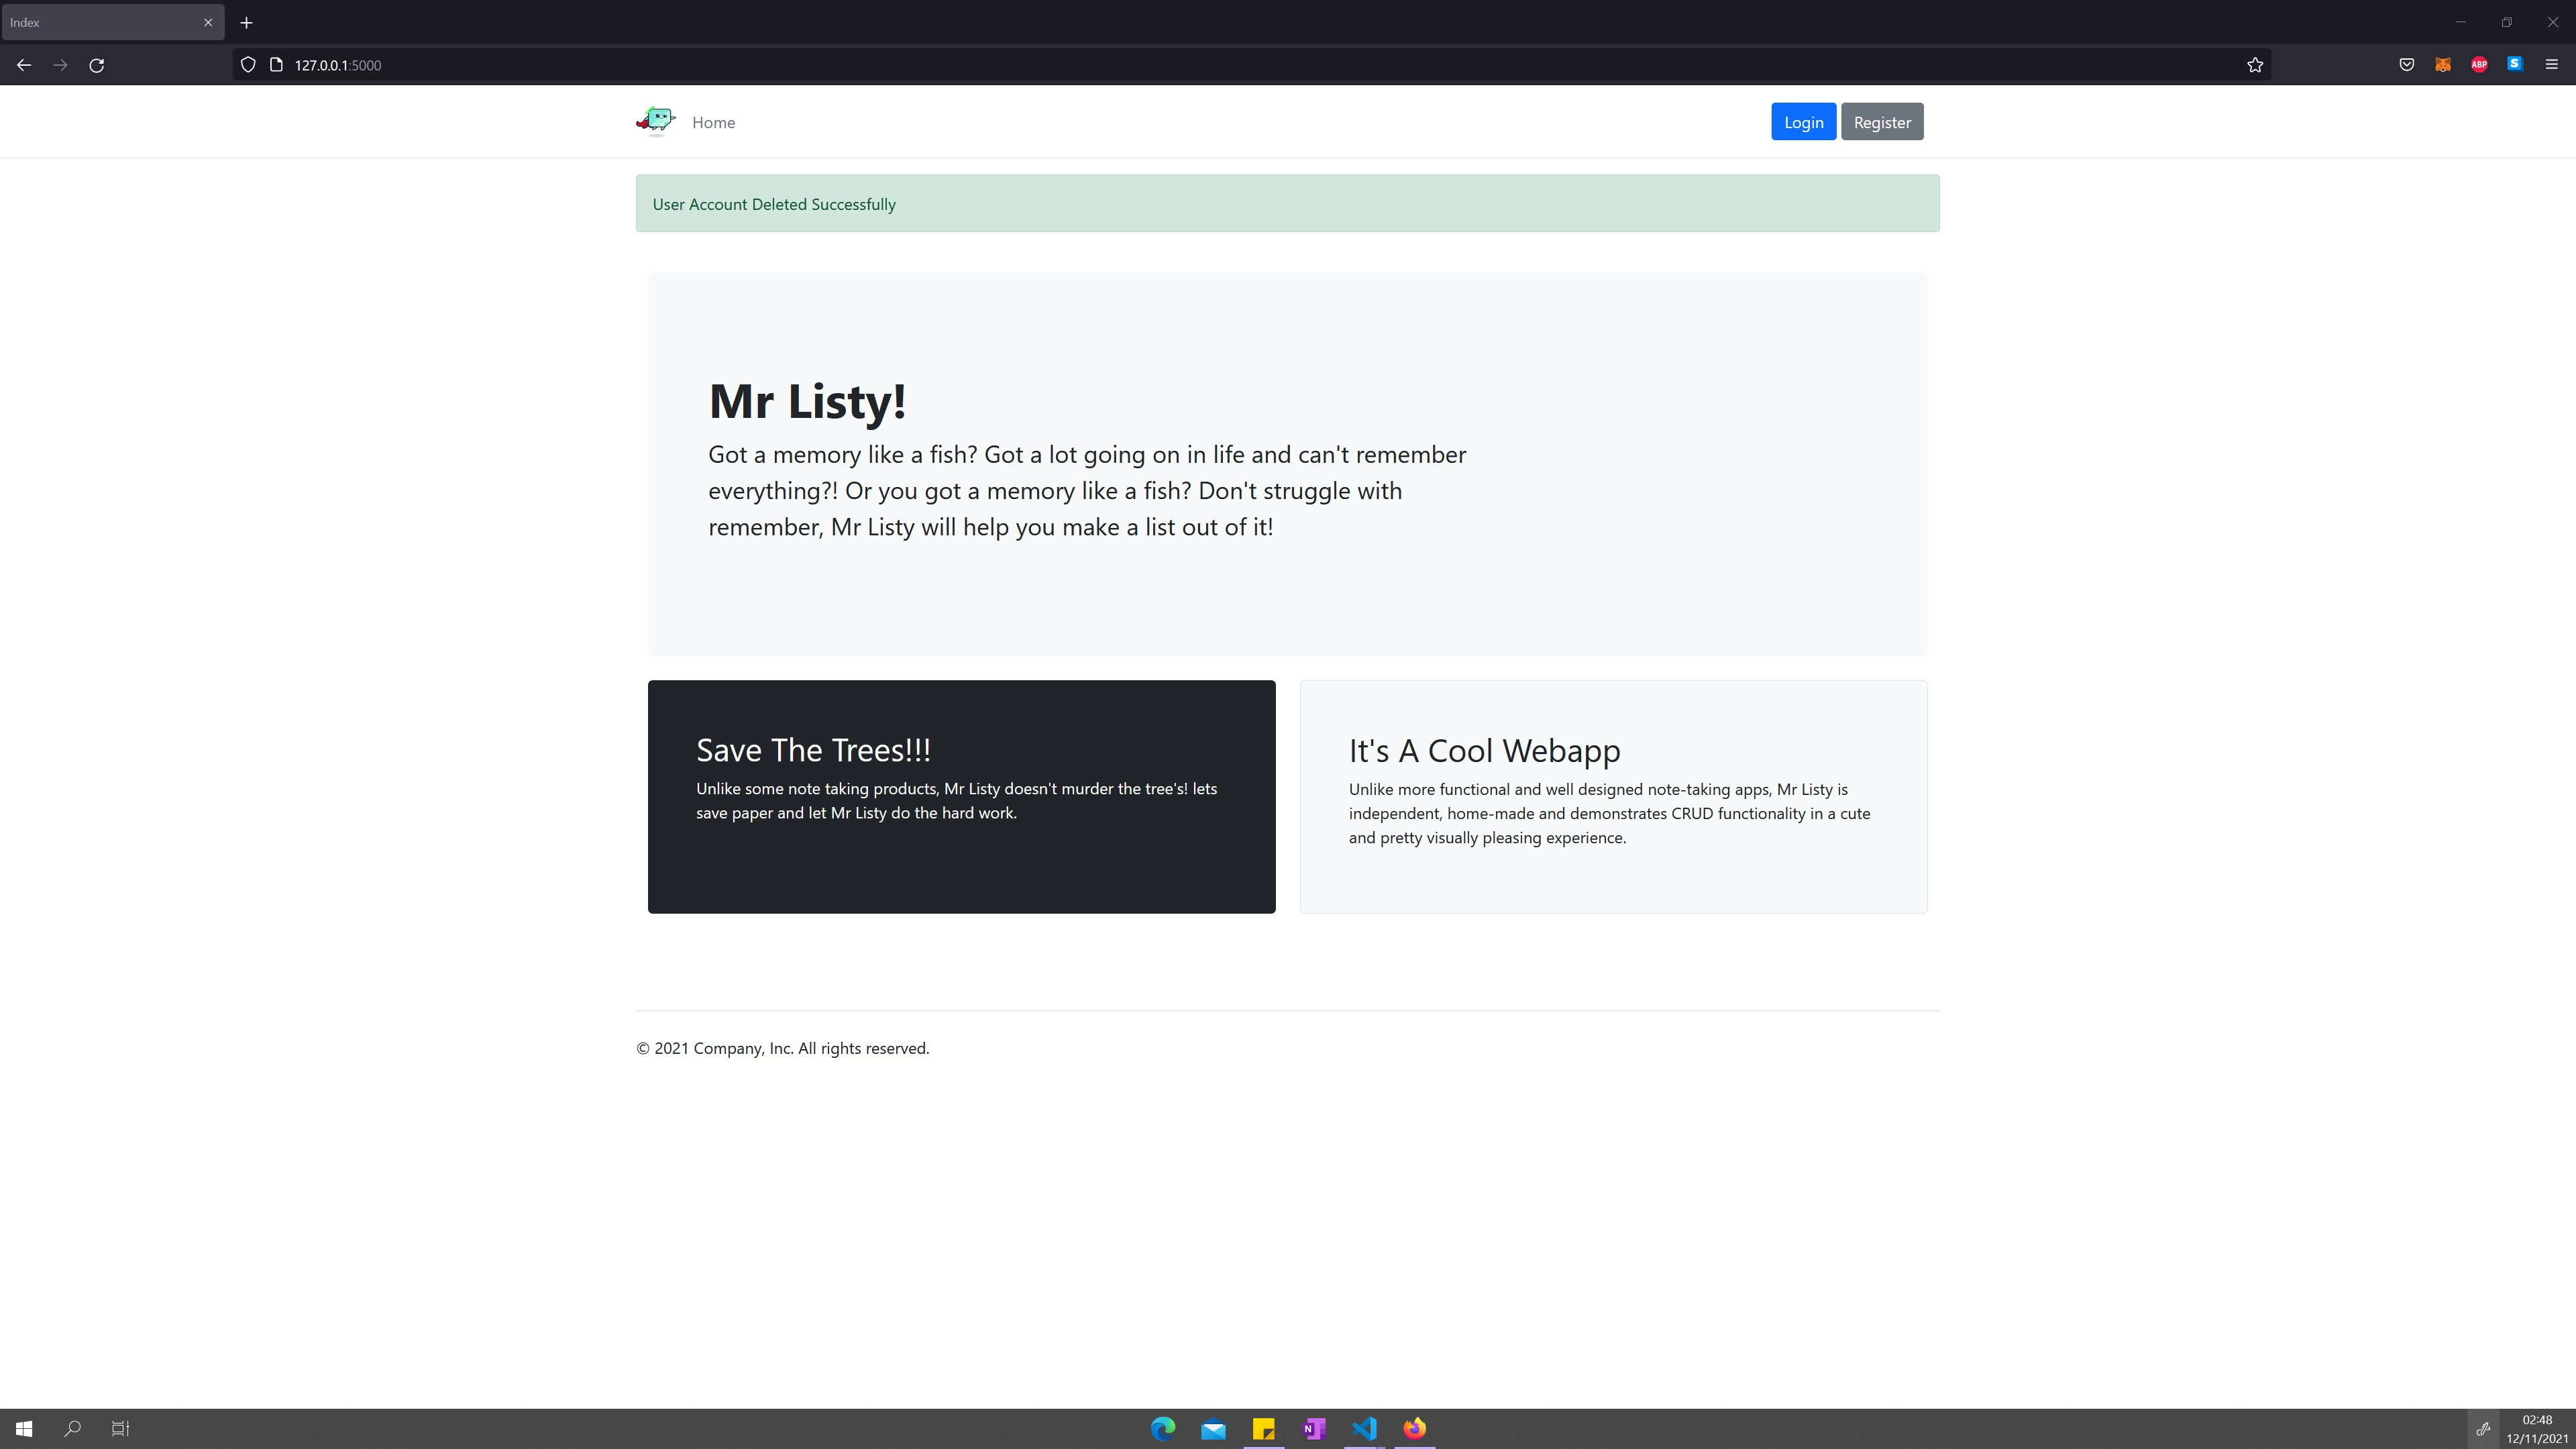 Index
127.0.0.1:5000
ABP
S
Home
Login
Register
User Account Deleted Successfully
Mr Listy!
Got a memory like a fish? Got a lot going on in life and can't remember
everything?! Or you got a memory like a fish? Don't struggle with
remember, Mr Listy will help you make a list out of it!
Save The Trees!!!
Unlike some note taking products, Mr Listy doesn't murder the tree's! lets
save paper and let Mr Listy do the hard work.
It's A Cool Webapp
Unlike more functional and well designed note-taking apps, Mr Listy is
independent, home-made and demonstrates CRUD functionality in a cute
and pretty visually pleasing experience.
© 2021 Company, Inc. All rights reserved.
N
02:48
12/11/2021